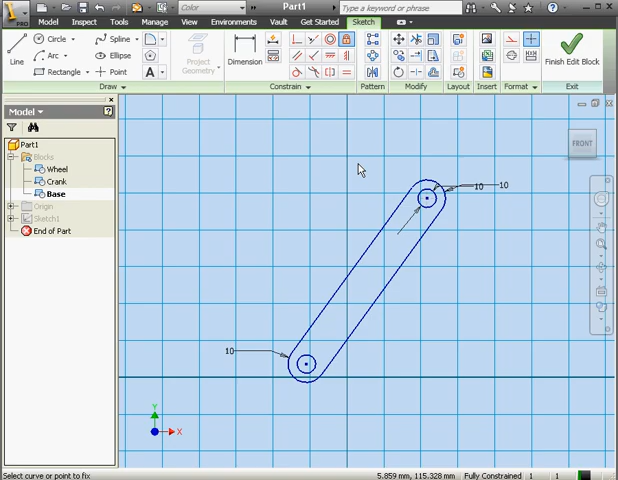 Color
Part1
Type a keyword or phrase
PRO
Model
Inspect
Tools
Manage
View
Environments
Vault
Get Started
Sketch
Line
Circle
Spline
Arc
Ellipse
Rectangle
Point
A
Project
Geometry
Dimension
Finish Edit Block
Draw
Constrain
Pattern
Modify
Layout
Insert
Format
Exit
Model
Part1
Blocks
Wheel
Crank
Base
Origin
Sketch1
End of Part
FRONT
10
10
10
Y
X
Select curve or point to fix
5.859 mm, 115.328 mm
Fully Constrained
1
1